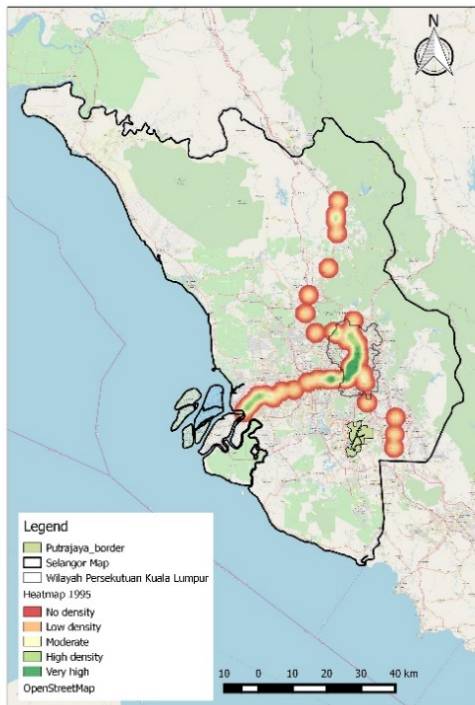 N
Legend
Putrajaya_border
Selangor Map
Wilayah Persekutuan Kuala Lumpur
Heatmap 1995
No density
Low density
Moderate
High density
Very high
OpenStreetMap
10 0 10 20 30 40 km